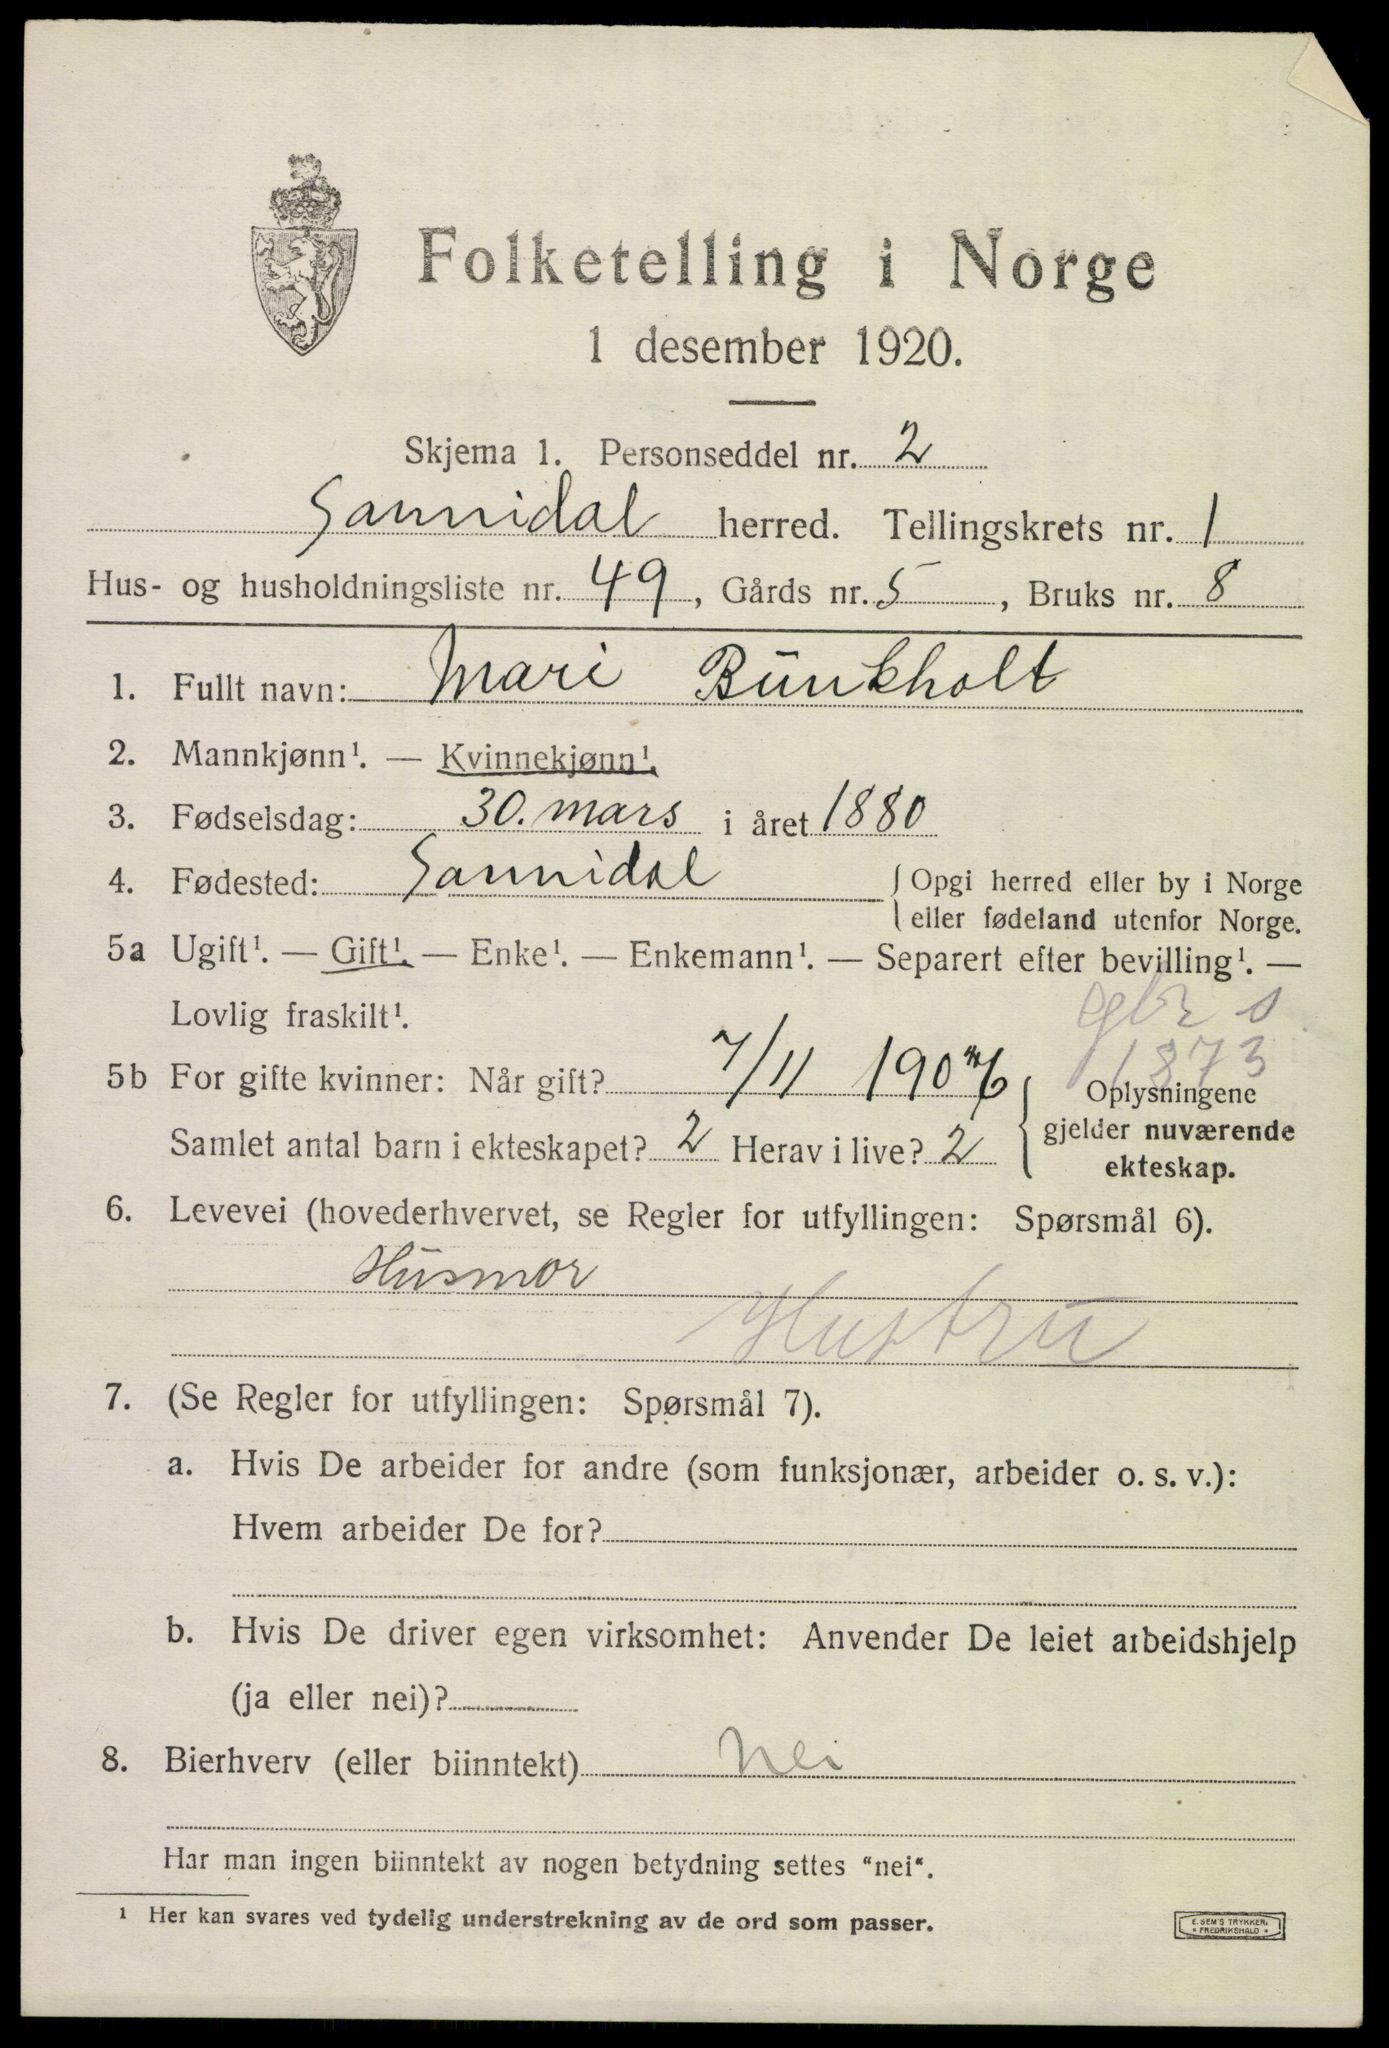 Folketelling i Norge
1 desember 1920.
Skjema 1. Personseddel nr. 2
Sannidal herred. Tellingskrets nr. 1
Hus- og husholdningsliste nr. 49, Gårds nr. 5, Bruks nr. 8
1. Fullt navn: Mari Bunkholt
2. Mannkjønn¹. — Kvinnekjønn¹.
3. Fødselsdag: 30. mars i året 1880
4. Fødested: Sannidal { Opgi herred eller by i Norge
eller fødeland utenfor Norge.
5a Ugift¹. — Gift¹. — Enke¹. — Enkemann¹. — Separert efter bevilling¹. —
Lovlig fraskilt¹.
1873
5b For gifte kvinner: Når gift? 7/11 1906 { Oplysningene
Samlet antal barn i ekteskapet? 2 Herav i live? 2 gjelder nuværende
ekteskap.
6. Levevei (hovederhvervet, se Regler for utfyllingen: Spørsmål 6).
Husmor
Hustru
7. (Se Regler for utfyllingen: Spørsmål 7).
a. Hvis De arbeider for andre (som funksjonær, arbeider o. s. v.):
Hvem arbeider De for?
b. Hvis De driver egen virksomhet: Anvender De leiet arbeidshjelp
(ja eller nei)?
8. Bierhverv (eller biinntekt) Nei
Har man ingen biinntekt av nogen betydning settes "nei".
¹ Her kan svares ved tydelig understrekning av de ord som passer.
E. SEM'S TRYKKERI
* FREDRIKSHALD *